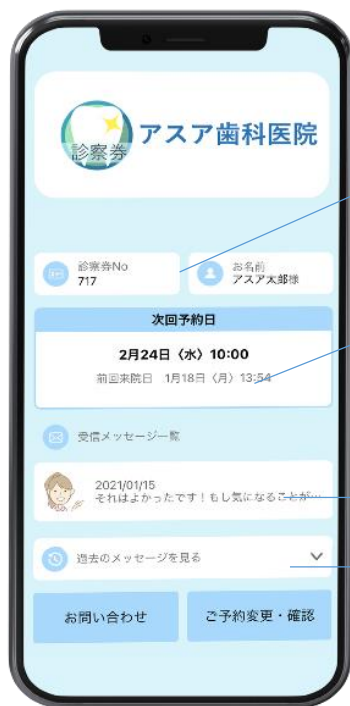 診察券
アスア歯科医院
診察券No
717
お名前
アスア太郎様
次回予約日
2月24日（水）10:00
前回来院日 1月18日（月）13:54
受信メッセージ一覧
2021/01/15
それはよかったです！もし気になることが…
過去のメッセージを見る
お問い合わせ
ご予約変更・確認